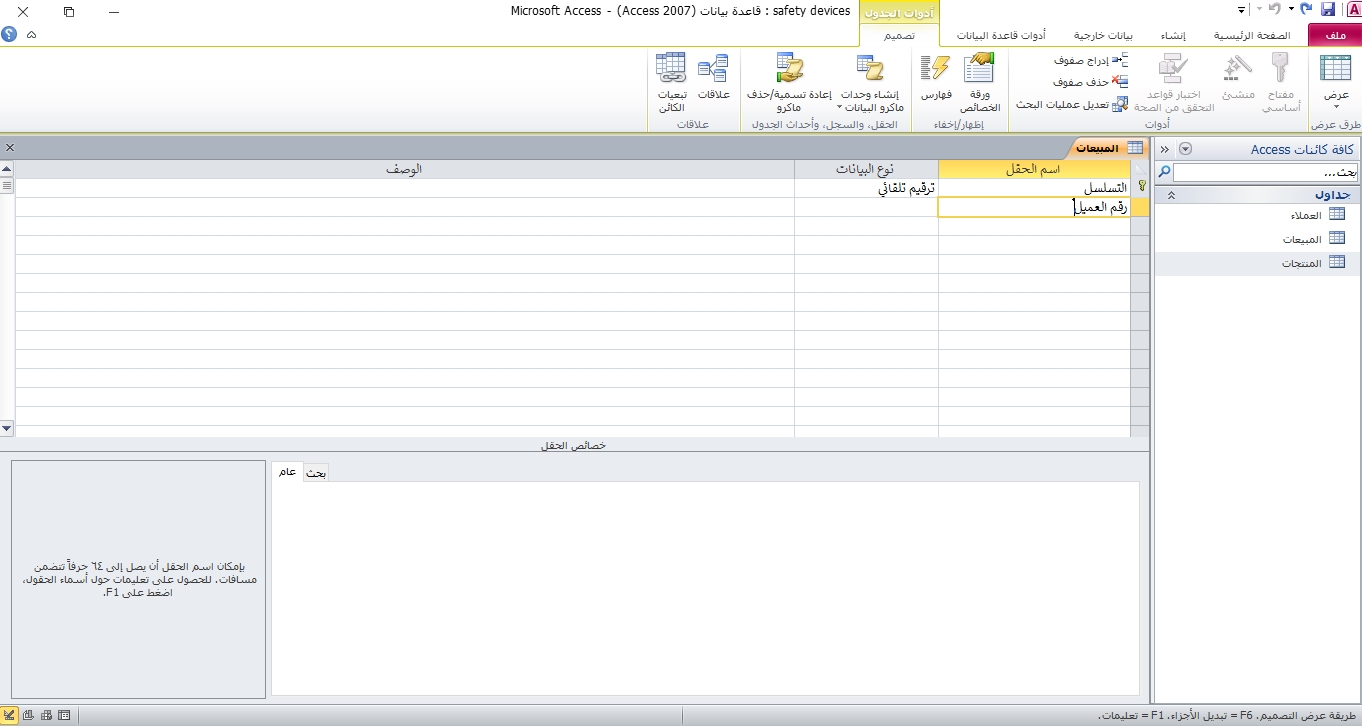 safety devices : قاعدة بيانات (Access 2007) - Microsoft Access
أدوات الجدول
ملف
الصفحة الرئيسية
إنشاء
بيانات خارجية
أدوات قاعدة البيانات
تصميم
عرض
طرق عرض
مفتاح أساسي
منشئ
اختبار قواعد التحقق من الصحة
إدراج صفوف
حذف صفوف
تعديل عمليات البحث
أدوات
ورقة الخصائص
فهارس
إظهار/إخفاء
إنشاء وحدات ماكرو البيانات
إعادة تسمية/حذف ماكرو
الحقل، والسجل، وأحداث الجدول
علاقات
تبعيات الكائن
علاقات
كافة كائنات Access
بحث...
جداول
العملاء
المبيعات
المنتجات
المبيعات
اسم الحقل
نوع البيانات
الوصف
التسلسل
ترقيم تلقائي
رقم العميل
خصائص الحقل
عام
بحث
بإمكان اسم الحقل أن يصل إلى ٦٤ حرفاً تتضمن
مسافات. للحصول على تعليمات حول أسماء الحقول،
اضغط على F1.
طريقة عرض التصميم. F6 = تبديل الأجزاء. F1 = تعليمات.